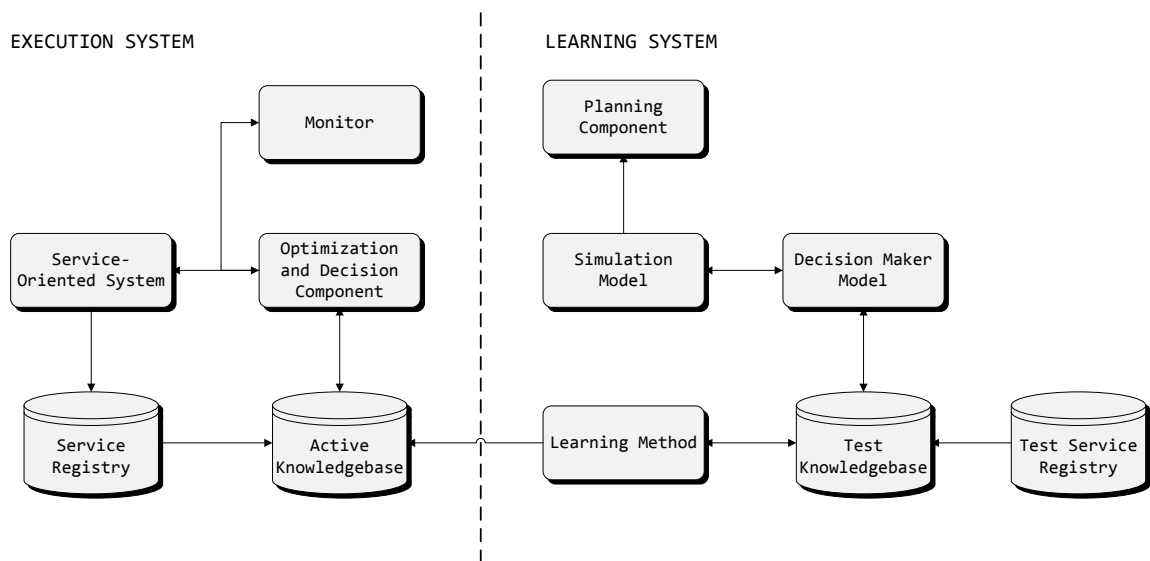 EXECUTION SYSTEM
LEARNING SYSTEM
Monitor
Planning
Component
Service-
Oriented System
Optimization
and Decision
Component
Simulation
Model
Decision Maker
Model
Service
Registry
Active
Knowledgebase
Learning Method
Test
Knowledgebase
Test Service
Registry